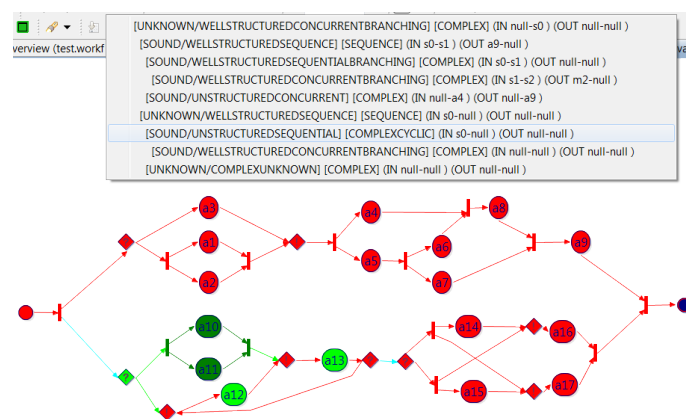 [UNKNOWN/WELLSTRUCTUREDCONCURRENTBRANCHING] [COMPLEX] (IN null-s0 ) (OUT null-null )
verview (test.workf
[SOUND/WELLSTRUCTUREDSEQUENCE] [SEQUENCE] (IN s0-s1 ) (OUT a9-null )
va
[SOUND/WELLSTRUCTUREDSEQUENTIALBRANCHING] [COMPLEX] (IN s0-s1 ) (OUT null-null )
[SOUND/WELLSTRUCTUREDCONCURRENTBRANCHING] [COMPLEX] (IN s1-s2 ) (OUT m2-null )
[SOUND/UNSTRUCTUREDCONCURRENT] [COMPLEX] (IN null-a4 ) (OUT null-a9 )
[UNKNOWN/WELLSTRUCTUREDSEQUENCE] [SEQUENCE] (IN s0-null ) (OUT null-null )
[SOUND/UNSTRUCTUREDSEQUENTIAL] [COMPLEXCYCLIC] (IN s0-null ) (OUT null-null )
[SOUND/WELLSTRUCTUREDCONCURRENTBRANCHING] [COMPLEX] (IN null-null ) (OUT null-null )
[UNKNOWN/COMPLEXUNKNOWN] [COMPLEX] (IN null-null ) (OUT null-null )
a3 a4 a8
a1 a6 a9
a5
a2 a7
a10 a14 a16
a13
?
a11 a15 a17
a12